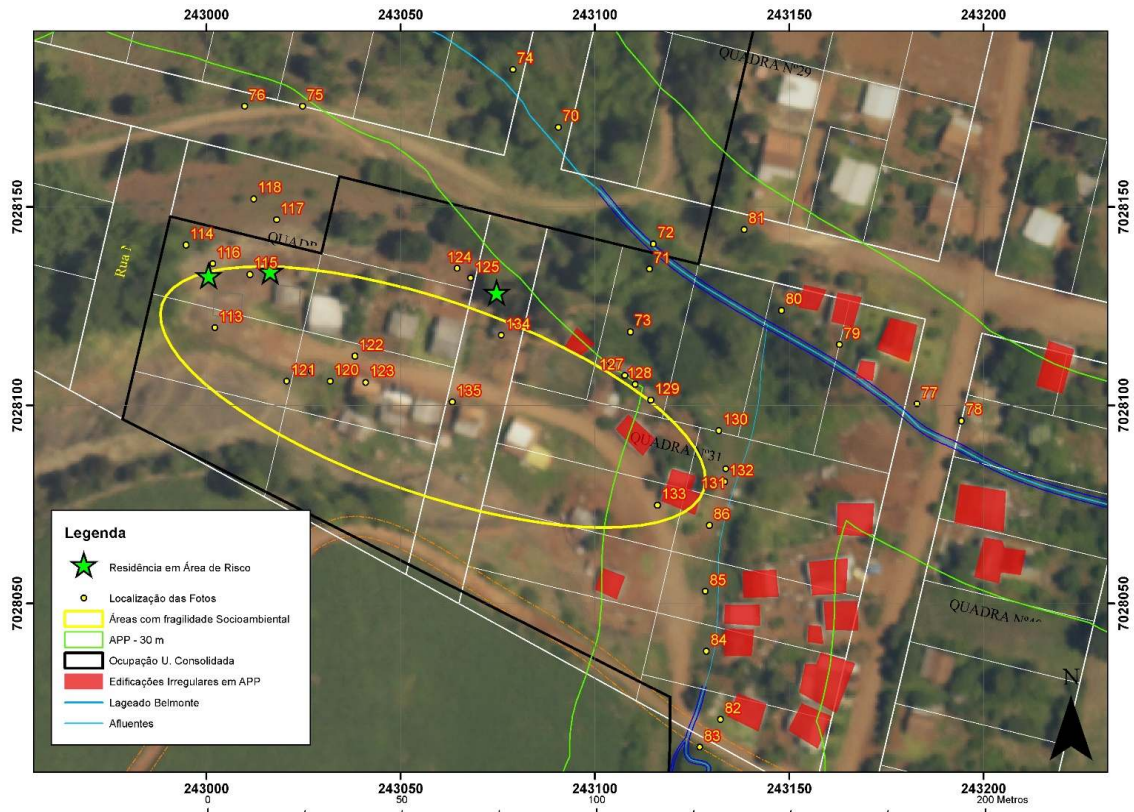 243000 243050 243100 243150 243200
7028150
7028100
7028050
7028150
7028100
7028050
QUADRA Nº29
74
76
75
70
118
117
81
72
114
116
124
71
115
125
QUADR
Rua
80
113
134
73
79
122
127
128
121
120
123
129
77
135
78
130
QUADRA Nº31
132
131
133
86
85
QUADRA Nº
84
82
83
N
Legenda
Residência em Área de Risco
Localização das Fotos
Áreas com fragilidade Socioambiental
APP - 30 m
Ocupação U. Consolidada
Edificações Irregulares em APP
Lageado Belmonte
Afluentes
243000 243050 243100 243150 243200
0 50 100 200 Metros